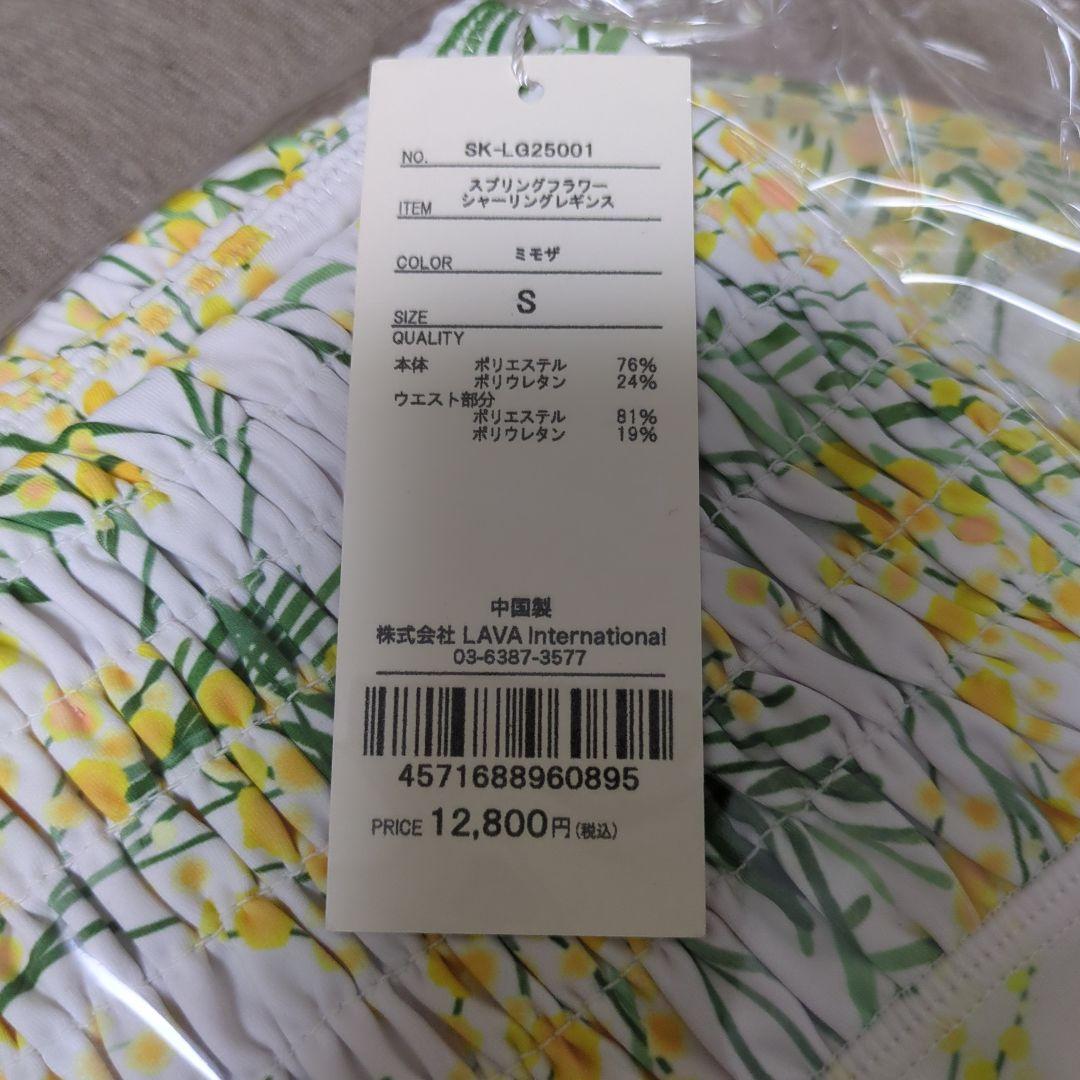 NO. SK-LG25001
スプリングフラワー
ITEM シャーリングレギンス
COLOR ミモザ
SIZE S
QUALITY
本体 ポリエステル 76%
ポリウレタン 24%
ウエスト部分
ポリエステル 81%
ポリウレタン 19%
中国製
株式会社 LAVA International
03-6387-3577
4571688960895
PRICE 12,800円(税込)